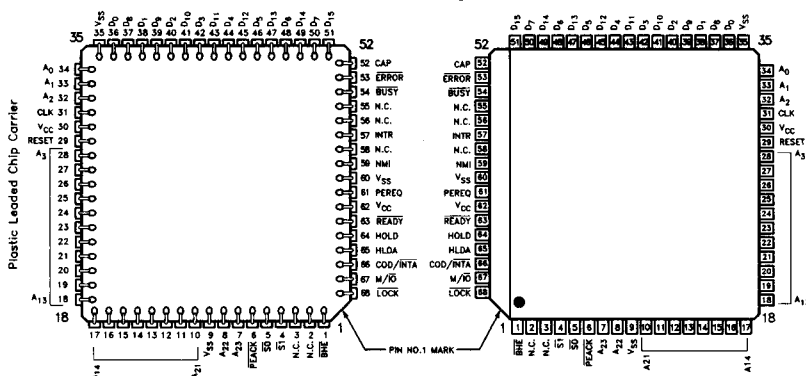 Plastic Leaded Chip Carrier
35 VSS
36 D0
37 D8
38 D1
39 D9
40 D2
41 D10
42 D3
43 D11
44 D4
45 D12
46 D5
47 D13
48 D6
49 D14
50 D7
51 D15
35
52
A0 34
A1 33
A2 32
CLK 31
VCC 30
RESET 29
A3 28
27
26
25
24
23
22
21
20
19
A13 18
18
52 CAP
53 ERROR
54 BUSY
55 N.C.
56 N.C.
57 INTR
58 N.C.
59 NMI
60 VSS
61 PEREQ
62 VCC
63 READY
64 HOLD
65 HLDA
66 COD/INTA
67 M/IO
68 LOCK
1
17 16 15 14 13 12 11 10 9 8 7 6 5 4 3 2 1
A14
A21
VSS
A22
A23
PEACK
S0
S1
N.C.
N.C.
BHE
PIN NO.1 MARK
52
35
D15 51
D7 50
D14 49
D6 48
D13 47
D5 46
D12 45
D4 44
D11 43
D3 42
D10 41
D2 40
D9 39
D1 38
D8 37
D0 36
VSS 35
CAP 52
ERROR 53
BUSY 54
N.C. 55
N.C. 56
INTR 57
N.C. 58
NMI 59
VSS 60
PEREQ 61
VCC 62
READY 63
HOLD 64
HLDA 65
COD/INTA 66
M/IO 67
LOCK 68
34 A0
33 A1
32 A2
31 CLK
30 VCC
29 RESET
28 A3
27
26
25
24
23
22
21
20
19
18
18
1
1 2 3 4 5 6 7 8 9 10 11 12 13 14 15 16 17
BHE
N.C.
N.C.
S1
S0
PEACK
A23
A22
VSS
A21
A14